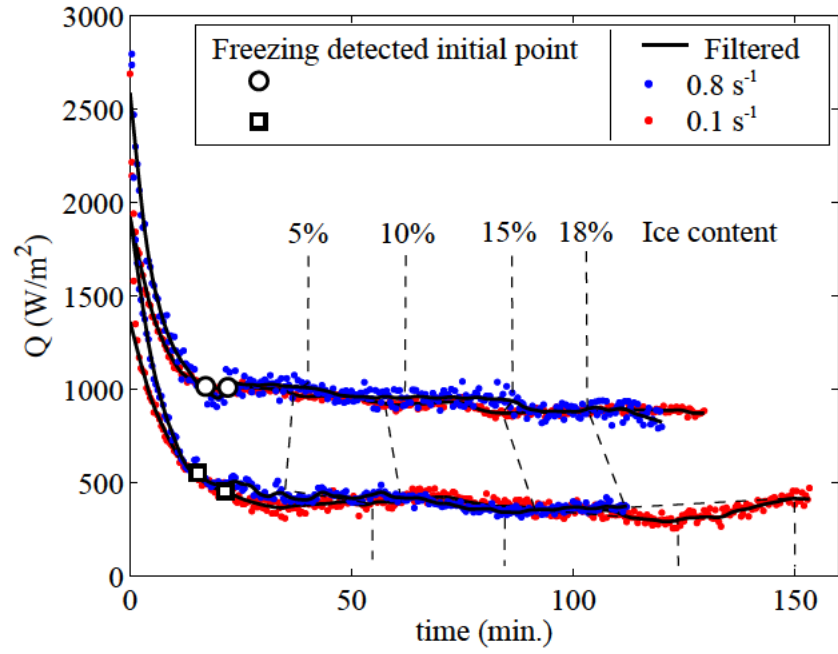 3000
2500
2000
1500
1000
500
0
Q (W/m²)
Freezing detected initial point
Filtered
0.8 s⁻¹
0.1 s⁻¹
5% 10% 15% 18% Ice content
0 50 100 150
time (min.)